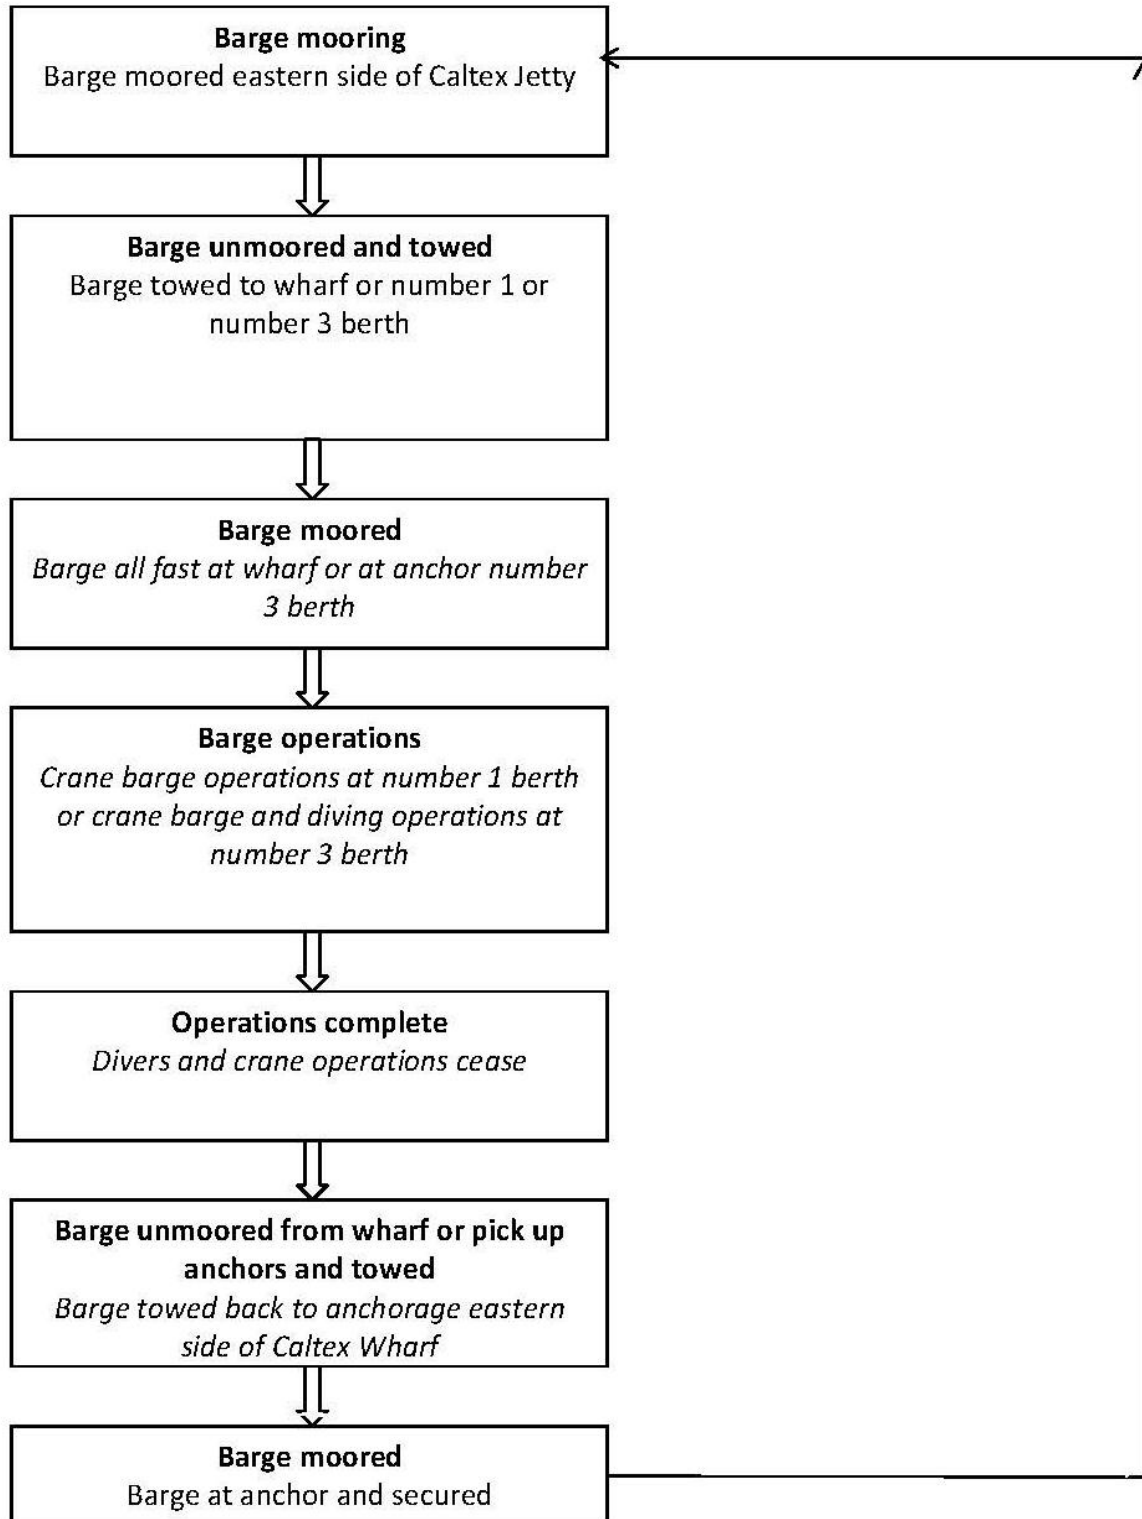 Barge mooring
Barge moored eastern side of Caltex Jetty
Barge unmoored and towed
Barge towed to wharf or number 1 or
number 3 berth
Barge moored
Barge all fast at wharf or at anchor number
3 berth
Barge operations
Crane barge operations at number 1 berth
or crane barge and diving operations at
number 3 berth
Operations complete
Divers and crane operations cease
Barge unmoored from wharf or pick up
anchors and towed
Barge towed back to anchorage eastern
side of Caltex Wharf
Barge moored
Barge at anchor and secured